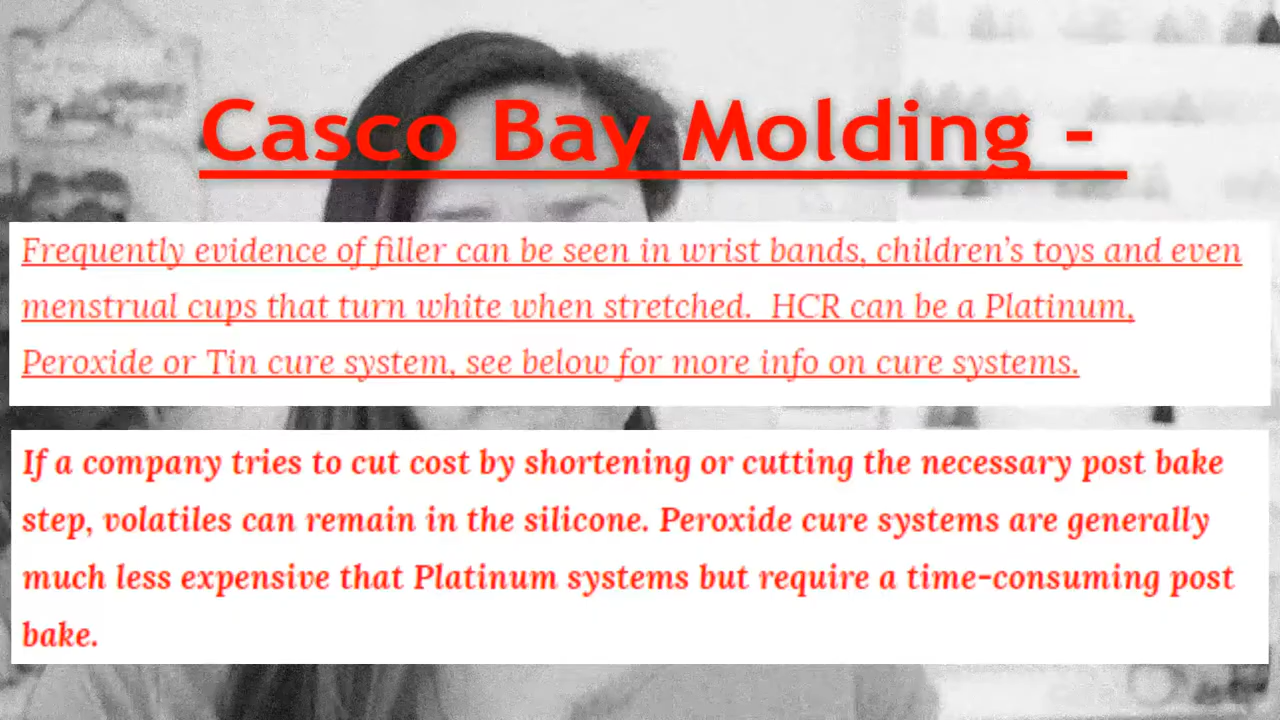 Casco Bay Molding -
Frequently evidence of filler can be seen in wrist bands, children's toys and even
menstrual cups that turn white when stretched.  HCR can be a Platinum,
Peroxide or Tin cure system, see below for more info on cure systems.
If a company tries to cut cost by shortening or cutting the necessary post bake
step, volatiles can remain in the silicone. Peroxide cure systems are generally
much less expensive that Platinum systems but require a time-consuming post
bake.